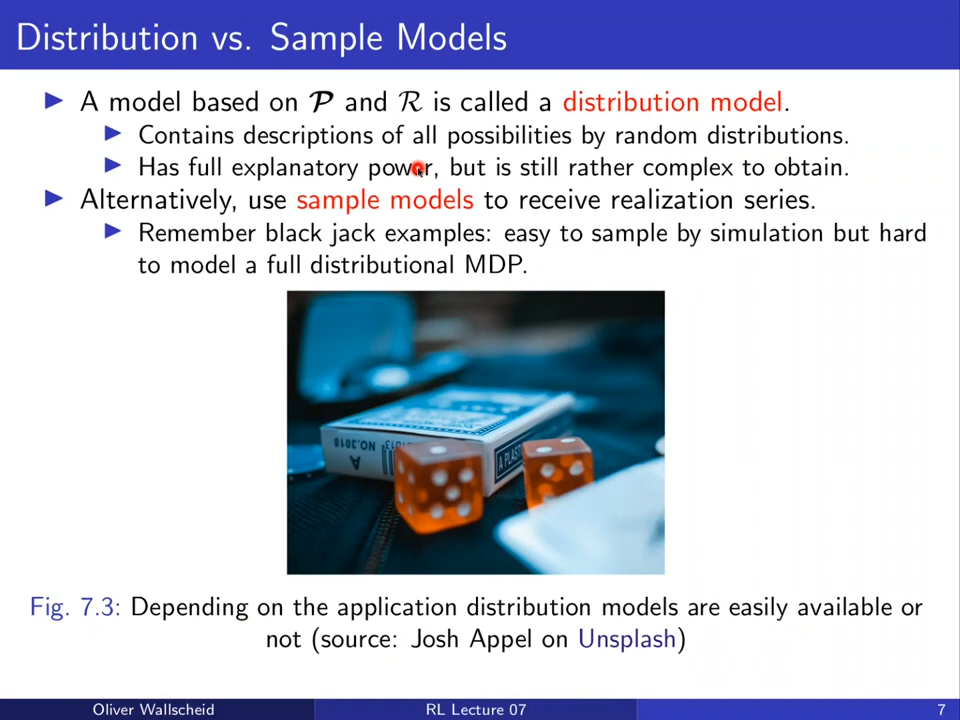 Distribution vs. Sample Models
A model based on 𝓟 and ℛ is called a distribution model.
Contains descriptions of all possibilities by random distributions.
Has full explanatory power, but is still rather complex to obtain.
Alternatively, use sample models to receive realization series.
Remember black jack examples: easy to sample by simulation but hard
to model a full distributional MDP.
NO.3018
A PLAST
Fig. 7.3: Depending on the application distribution models are easily available or
not (source: Josh Appel on Unsplash)
Oliver Wallscheid
RL Lecture 07
7